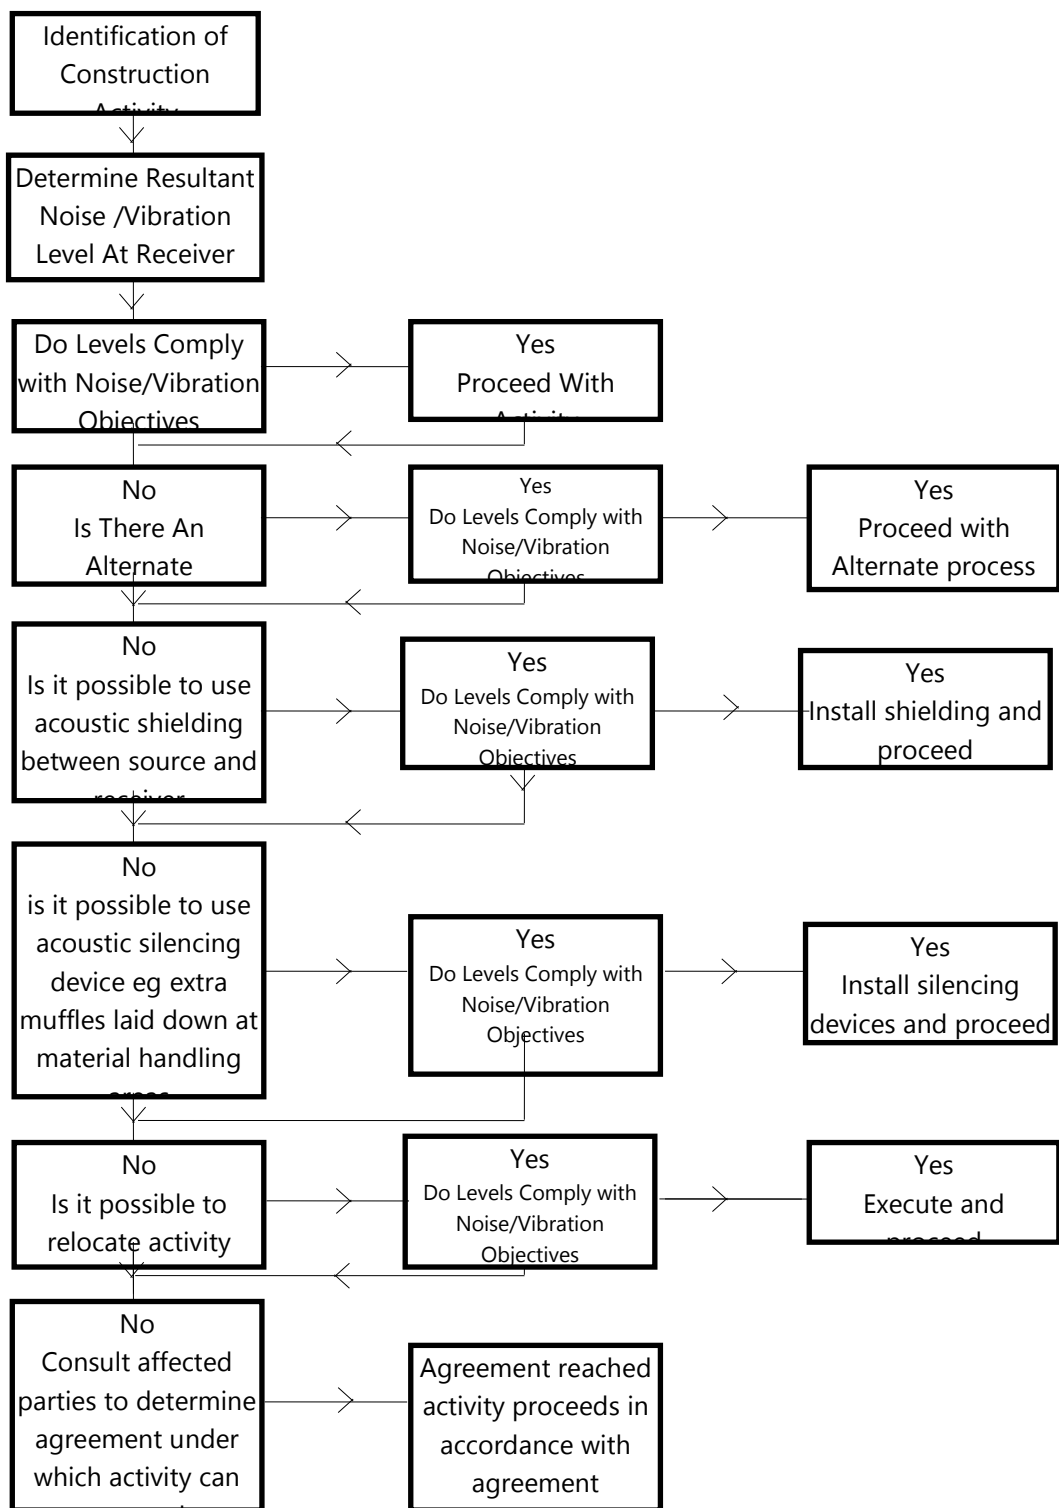 Identification of
Construction
Activity
Determine Resultant
Noise /Vibration
Level At Receiver
Do Levels Comply
with Noise/Vibration
Objectives
Yes
Proceed With
Activity
No
Is There An
Alternate
Yes
Do Levels Comply with
Noise/Vibration
Objectives
Yes
Proceed with
Alternate process
No
Is it possible to use
acoustic shielding
between source and
receiver
Yes
Do Levels Comply with
Noise/Vibration
Objectives
Yes
Install shielding and
proceed
No
is it possible to use
acoustic silencing
device eg extra
muffles laid down at
material handling
areas
Yes
Do Levels Comply with
Noise/Vibration
Objectives
Yes
Install silencing
devices and proceed
No
Is it possible to
relocate activity
Yes
Do Levels Comply with
Noise/Vibration
Objectives
Yes
Execute and
proceed
No
Consult affected
parties to determine
agreement under
which activity can
Agreement reached
activity proceeds in
accordance with
agreement